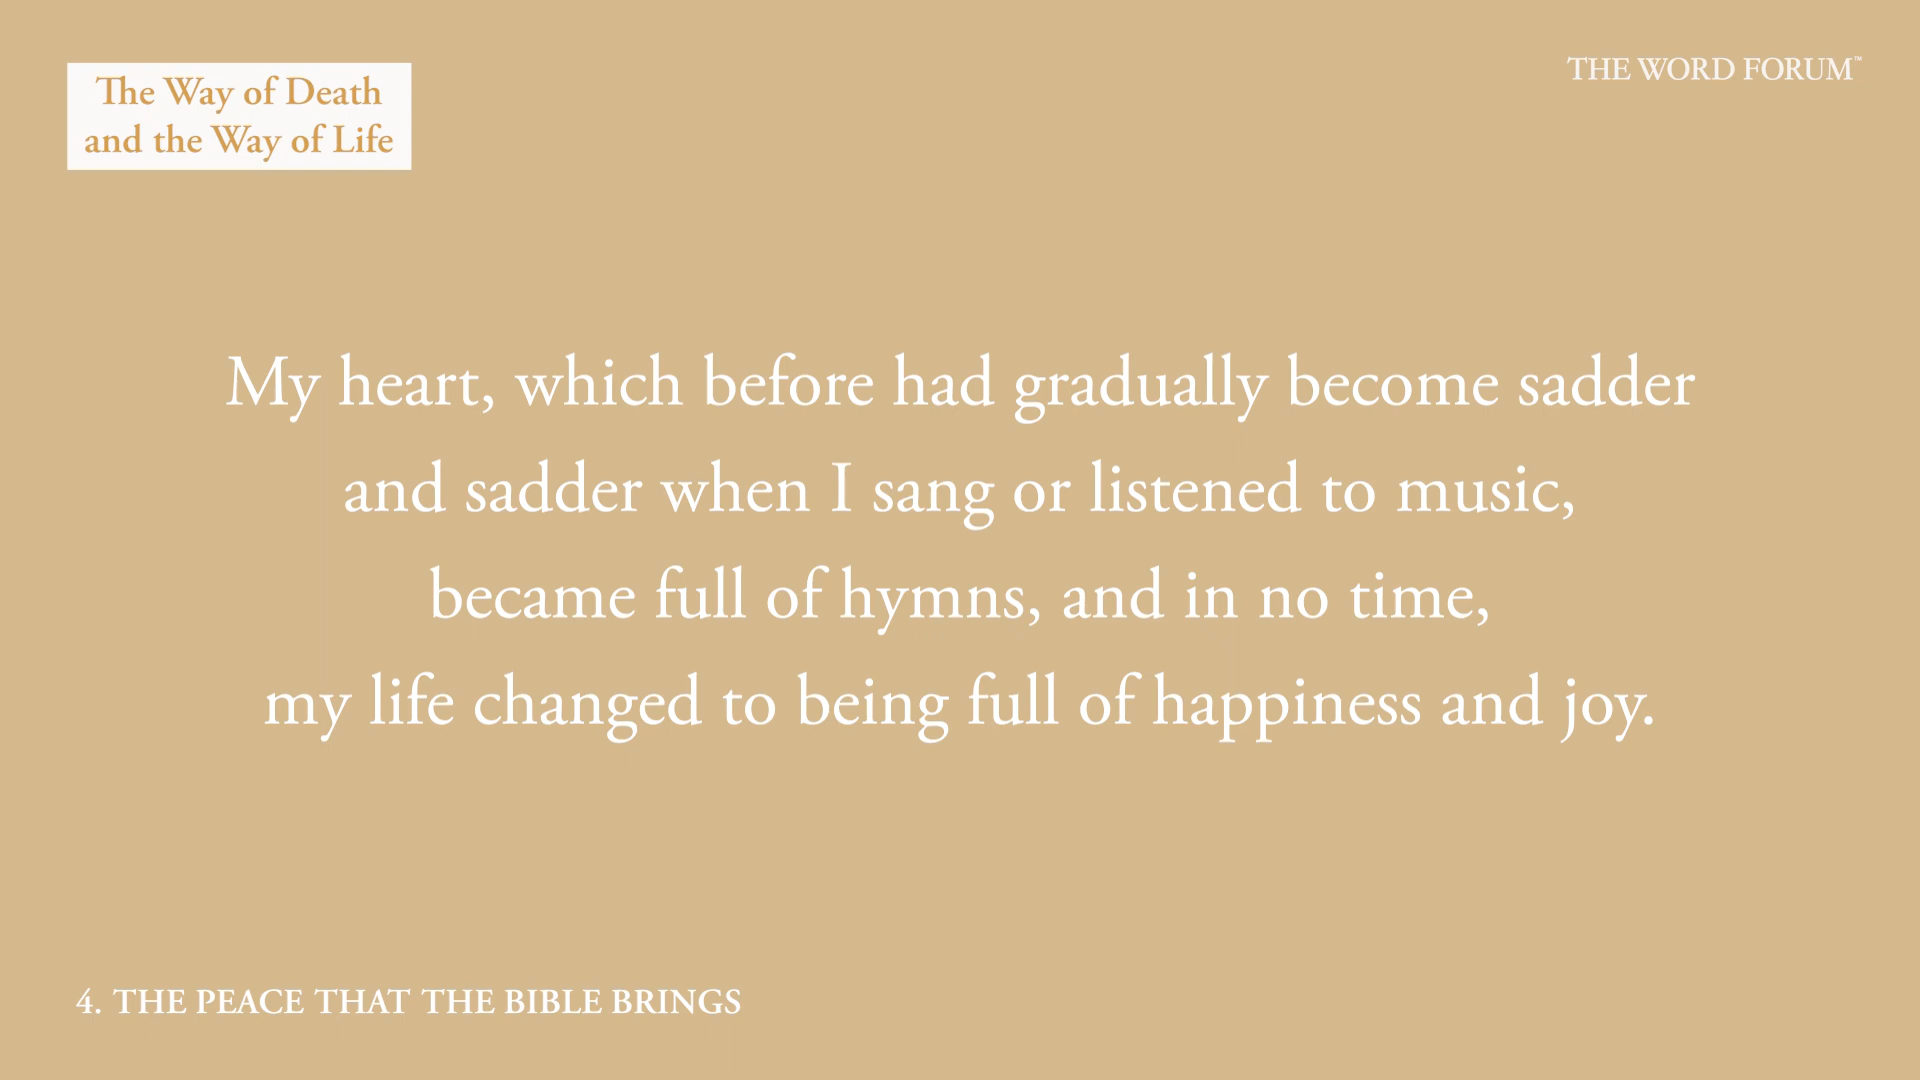 The Way of Death
and the Way of Life
THE WORD FORUM™
My heart, which before had gradually become sadder
and sadder when I sang or listened to music,
became full of hymns, and in no time,
my life changed to being full of happiness and joy.
4. THE PEACE THAT THE BIBLE BRINGS